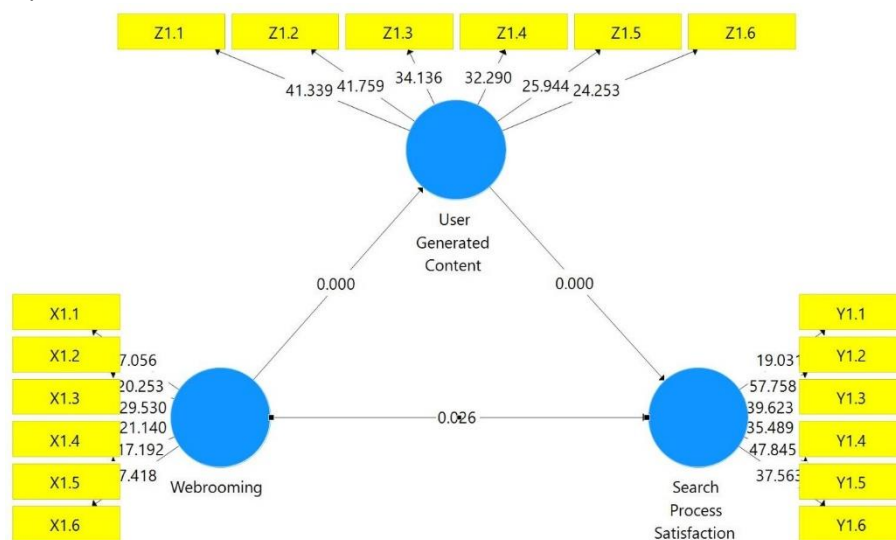 Z1.1 Z1.2 Z1.3 Z1.4 Z1.5 Z1.6
41.339 41.759 34.136 32.290 25.944 24.253
User
Generated
Content
0.000 0.000
X1.1
X1.2
X1.3
X1.4
X1.5
X1.6
7.056
20.253
29.530
21.140
17.192
7.418
Webrooming
0.026
19.031
57.758
39.623
35.489
47.845
37.563
Y1.1
Y1.2
Y1.3
Y1.4
Y1.5
Y1.6
Search
Process
Satisfaction